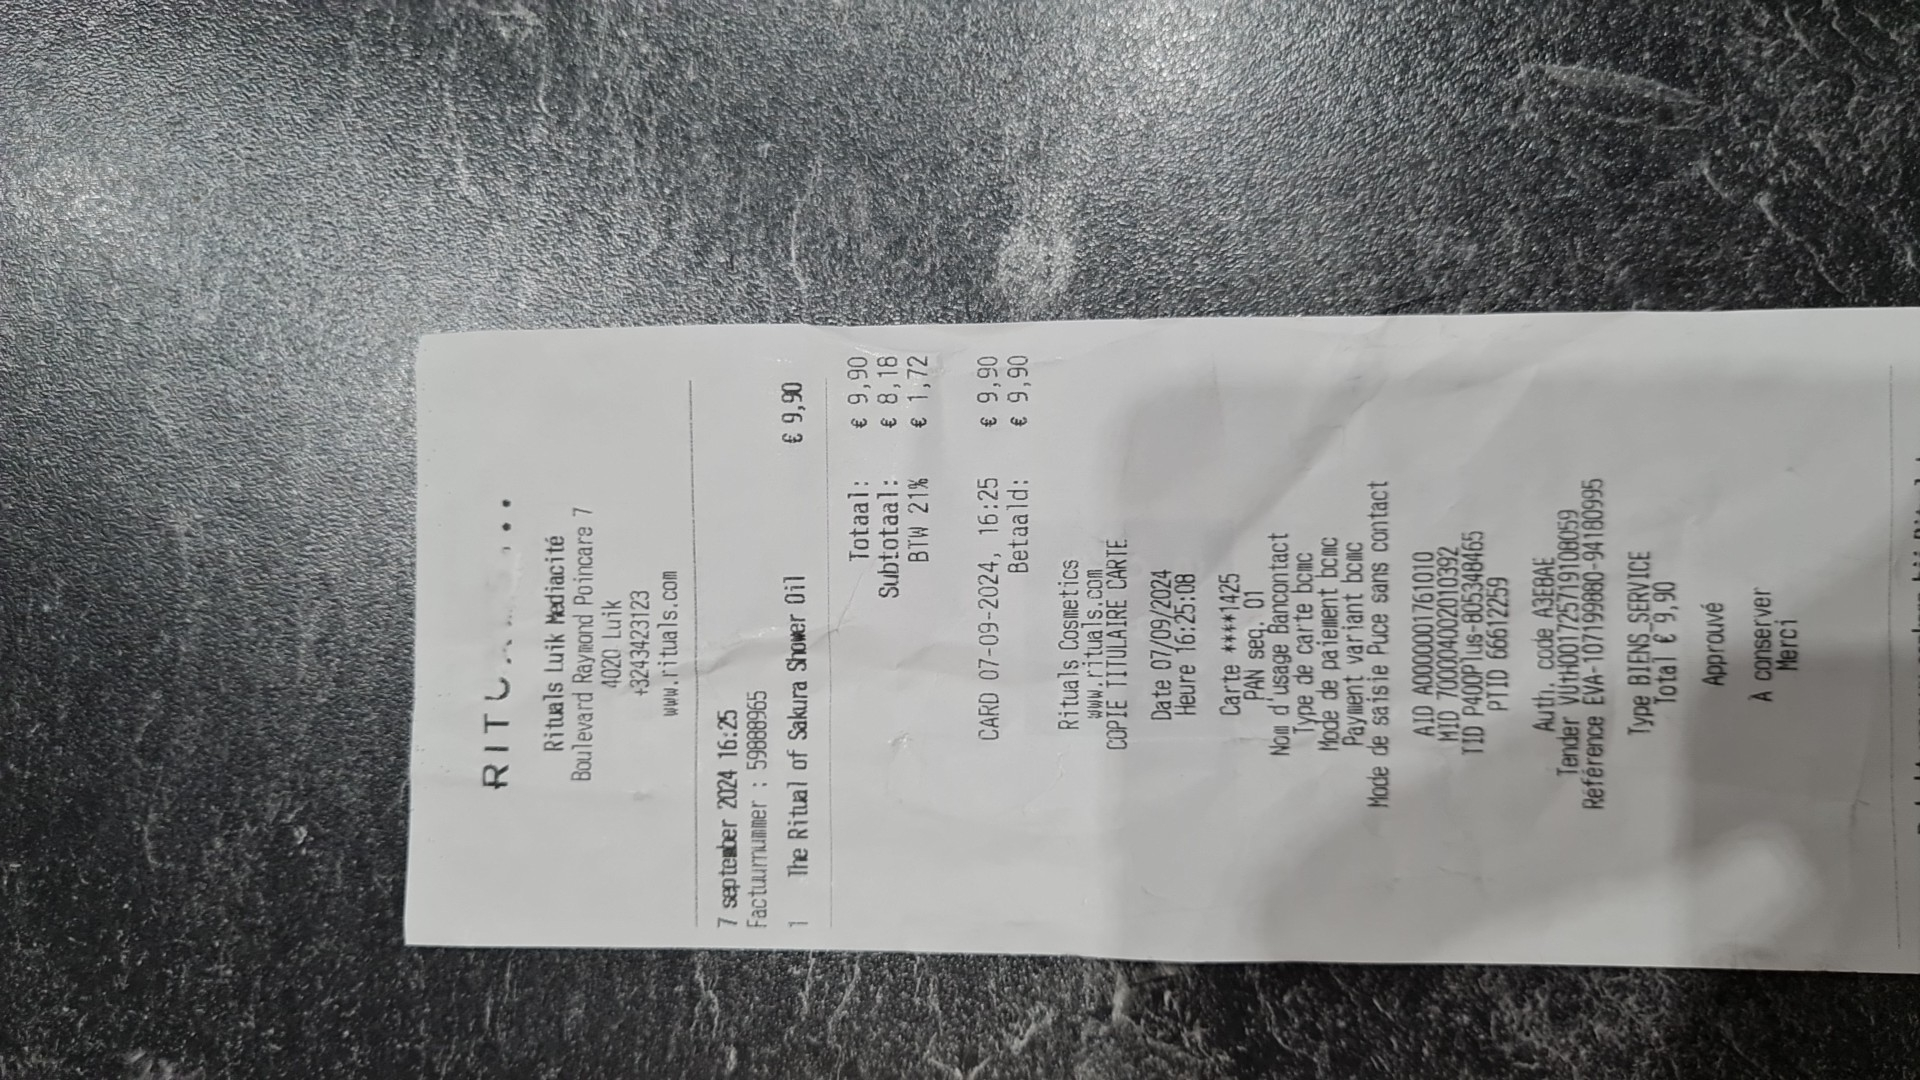 RITU
Rituals Luik Mediacité
Boulevard Raymond Poincare 7
4020 Luik
+3243423123
www.rituals.com
7 september 2024 16:25
Factuurnummer : 59888965
1 The Ritual of Sakura Shower Oil € 9,90
Totaal: € 9,90
Subtotaal: € 8,18
BTW 21% € 1,72
CARD 07-09-2024, 16:25 € 9,90
Betaald: € 9,90
Rituals Cosmetics
www.rituals.com
COPIE TITULAIRE CARTE
Date 07/09/2024
Heure 16:25:08
Carte ****1425
PAN seq. 01
Nom d'usage Bancontact
Type de carte bcmc
Mode de paiement bcmc
Payment variant bcmc
Mode de saisie Puce sans contact
AID A0000001761010
MID 700004002010392
TID P400Plus-805348465
PTID 66612259
Auth. code A3EBAE
Tender VUtH001725719108059
Référence EVA-107199880-94180995
Type BIENS_SERVICE
Total € 9,90
Approuvé
A conserver
Merci